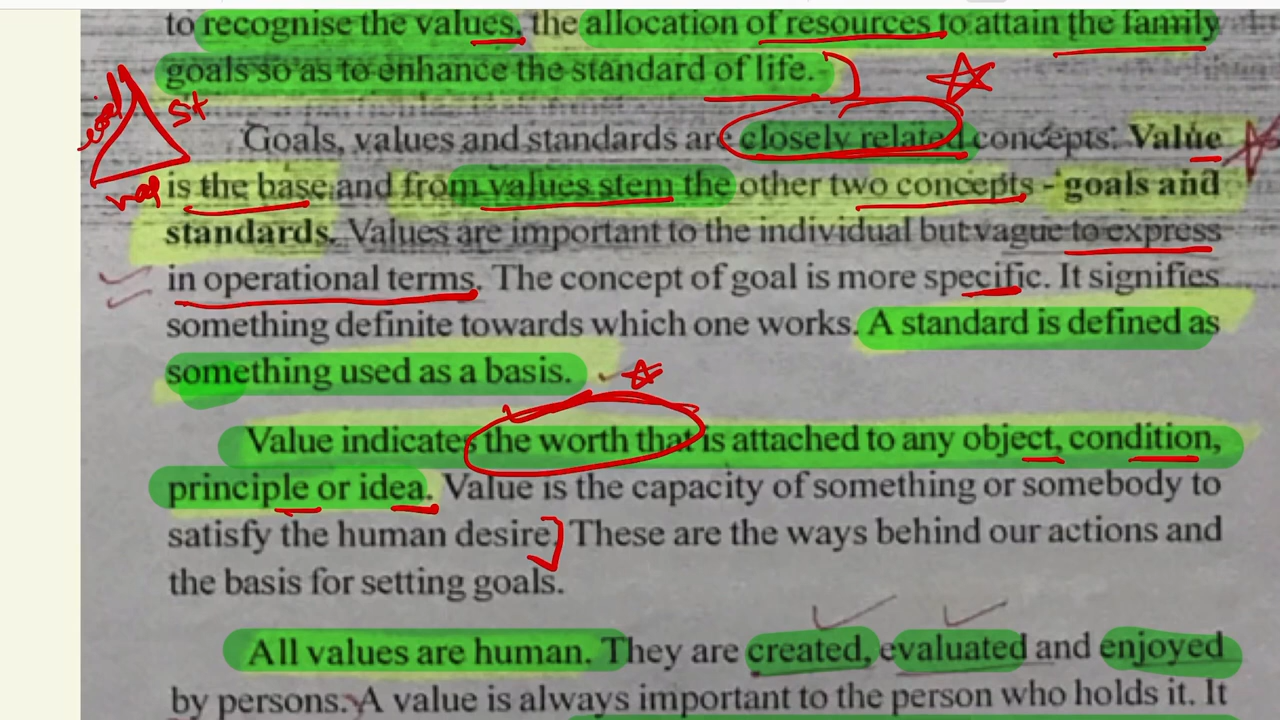 to recognise the values, the allocation of resources to attain the family
goals so as to enhance the standard of life.
St
Goals, values and standards are closely related concepts. Value
is the base and from values stem the other two concepts - goals and
standards. Values are important to the individual but vague to express
in operational terms. The concept of goal is more specific. It signifies
something definite towards which one works. A standard is defined as
something used as a basis.
Value indicates the worth that is attached to any object, condition,
principle or idea. Value is the capacity of something or somebody to
satisfy the human desire. These are the ways behind our actions and
the basis for setting goals.
All values are human. They are created, evaluated and enjoyed
by persons. A value is always important to the person who holds it. It